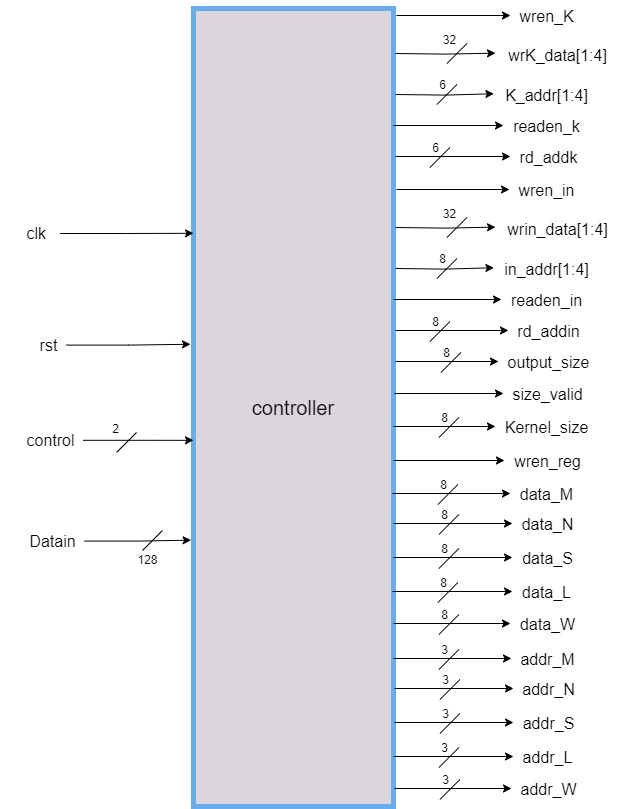 wren_K
32
wrK_data[1:4]
6
K_addr[1:4]
readen_k
6
rd_addk
wren_in
32
wrin_data[1:4]
8
in_addr[1:4]
readen_in
8
rd_addin
8
output_size
size_valid
8
Kernel_size
wren_reg
8
data_M
8
data_N
8
data_S
8
data_L
8
data_W
3
addr_M
3
addr_N
3
addr_S
3
addr_L
3
addr_W
clk
rst
control
2
Datain
128
controller